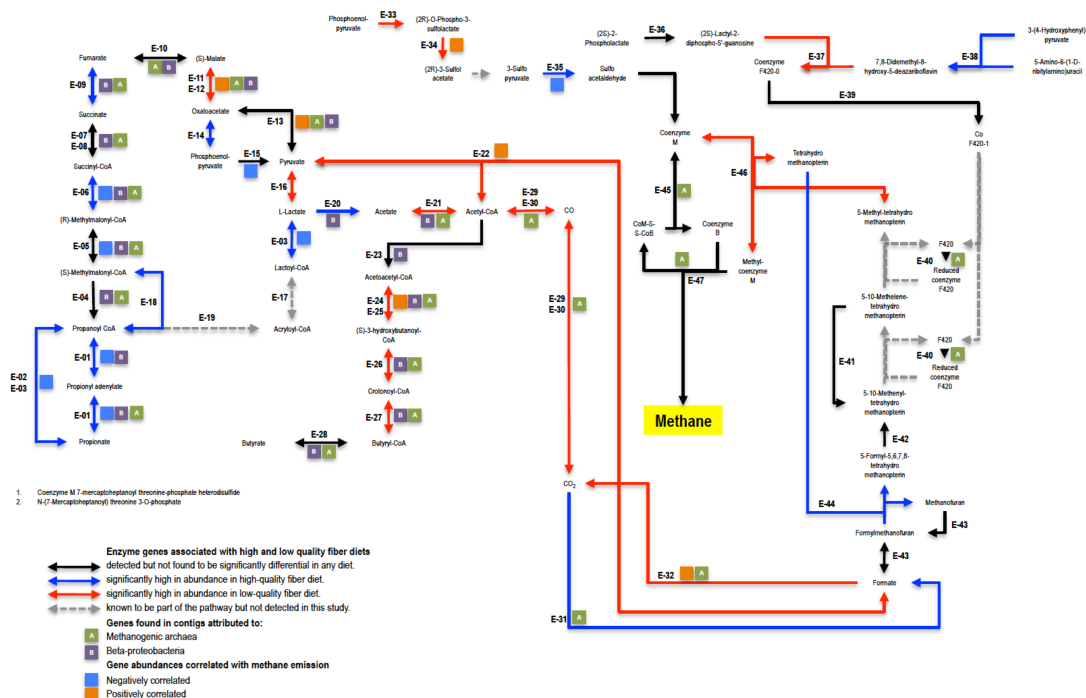 E-33
Phosphoenol-
pyruvate
(2R)-O-Phospho-3-
sulfolactate
E-34
(2R)-3-Sulfol
acetate
3-Sulfo
pyruvate
E-35
Sulfo
acetaldehyde
(2S)-2-
Phospholactate
E-36
(2S)-Lactyl-2-
diphospho-5'-guanosine
Coenzyme
F420-0
E-37
7,8-Didemethyl-8-
hydroxy-5-deazariboflavin
E-38
3-(4-Hydroxyphenyl)
pyruvate
5-Amino-6-(1-D-
ribitylamino)uracil
E-39
Co
F420-1
Fumarate
E-10
A B
(S)-Malate
E-11
E-12
A B
Oxaloacetate
E-13
A B
E-14
Phosphoenol-
pyruvate
E-15
Pyruvate
E-09
B A
Succinate
E-07
E-08
B A
Succinyl-CoA
E-06
B A
(R)-Methylmalonyl-CoA
E-05
B A
(S)-Methylmalonyl-CoA
E-04
B A
E-18
Propanoyl CoA
E-19
E-01
B
Propionyl adenylate
E-01
B A
Propionate
E-02
E-03
E-16
L-Lactate
E-20
B
Acetate
E-21
B A
Acetyl-CoA
E-22
E-29
E-30
A
CO
E-03
Lactoyl-CoA
E-17
Acryloyl-CoA
E-23
B
Acetoacetyl-CoA
E-24
E-25
B A
(S)-3-hydroxybutanoyl-
CoA
E-26
B A
Crotonoyl-CoA
E-27
B A
Butyryl-CoA
E-28
B A
Butyrate
E-29
E-30
A
CO2
Coenzyme
M
E-45
A
CoM-S-
S-CoB
Coenzyme
B
A
E-47
Methane
E-46
Methyl-
coenzyme
M
Tetrahydro
methanopterin
5-Methyl-tetrahydro
methanopterin
F420
E-40
A
Reduced
coenzyme
F420
5-10-Methelene-
tetrahydro
methanopterin
E-41
F420
E-40
A
Reduced
coenzyme
F420
5-10-Methenyl-
tetrahydro
methanopterin
E-42
5-Formyl-5,6,7,8-
tetrahydro
methanopterin
E-44
Methanofuran
E-43
Formylmethanofuran
E-43
Formate
E-32
A
E-31
A
1. Coenzyme M 7-mercaptoheptanoyl threonine-phosphate heterodisulfide
2. N-(7-Mercaptoheptanoyl) threonine 3-O-phosphate
Enzyme genes associated with high and low quality fiber diets
detected but not found to be significantly differential in any diet.
significantly high in abundance in high-quality fiber diet.
significantly high in abundance in low-quality fiber diet.
known to be part of the pathway but not detected in this study.
Genes found in contigs attributed to:
A Methanogenic archaea
B Beta-proteobacteria
Gene abundances correlated with methane emission
Negatively correlated
Positively correlated